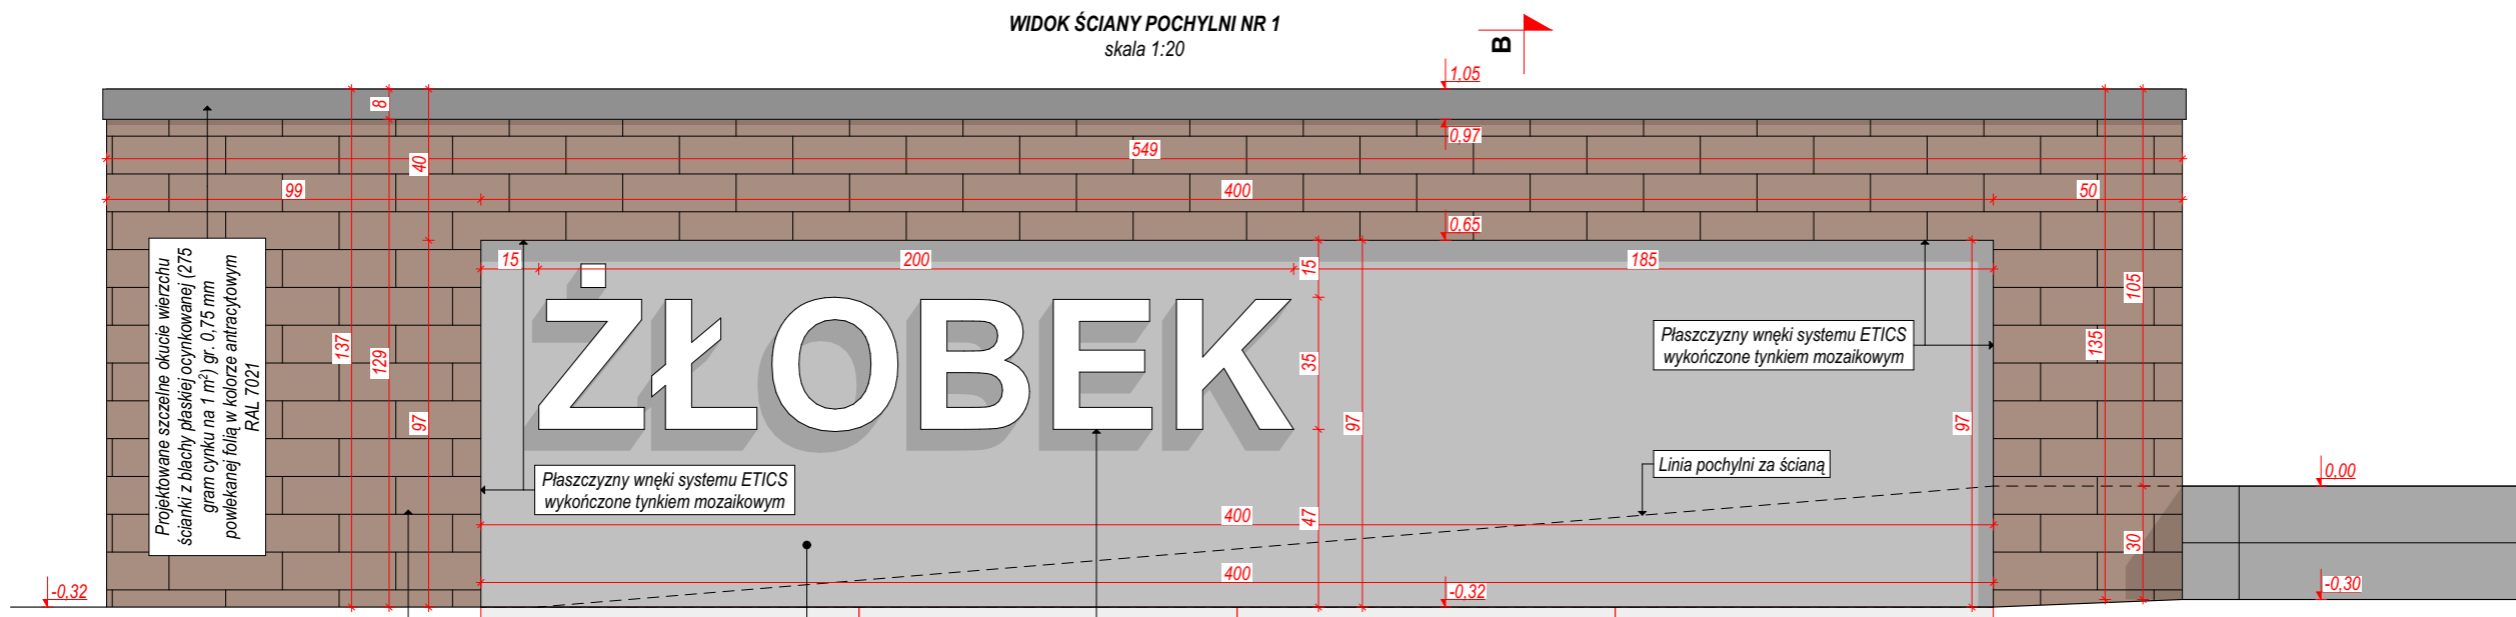 WIDOK ŚCIANY POCHYLNI NR 1
skala 1:20
B
1,05
8
0,97
40
549
99
400
50
0,65
15
200
15
185
105
Projektowane szczelne okucie wierzchu
ścianki z blachy płaskiej ocynkowanej (275
gram cynku na 1 m²) gr. 0,75 mm
powlekanej folią w kolorze antracytowym
RAL 7021
137
129
97
ŻŁOBEK
35
97
Płaszczyzny wnęki systemu ETICS
wykończone tynkiem mozaikowym
97
135
Linia pochylni za ścianą
0,00
Płaszczyzny wnęki systemu ETICS
wykończone tynkiem mozaikowym
400
47
30
400
-0,32
-0,32
-0,30